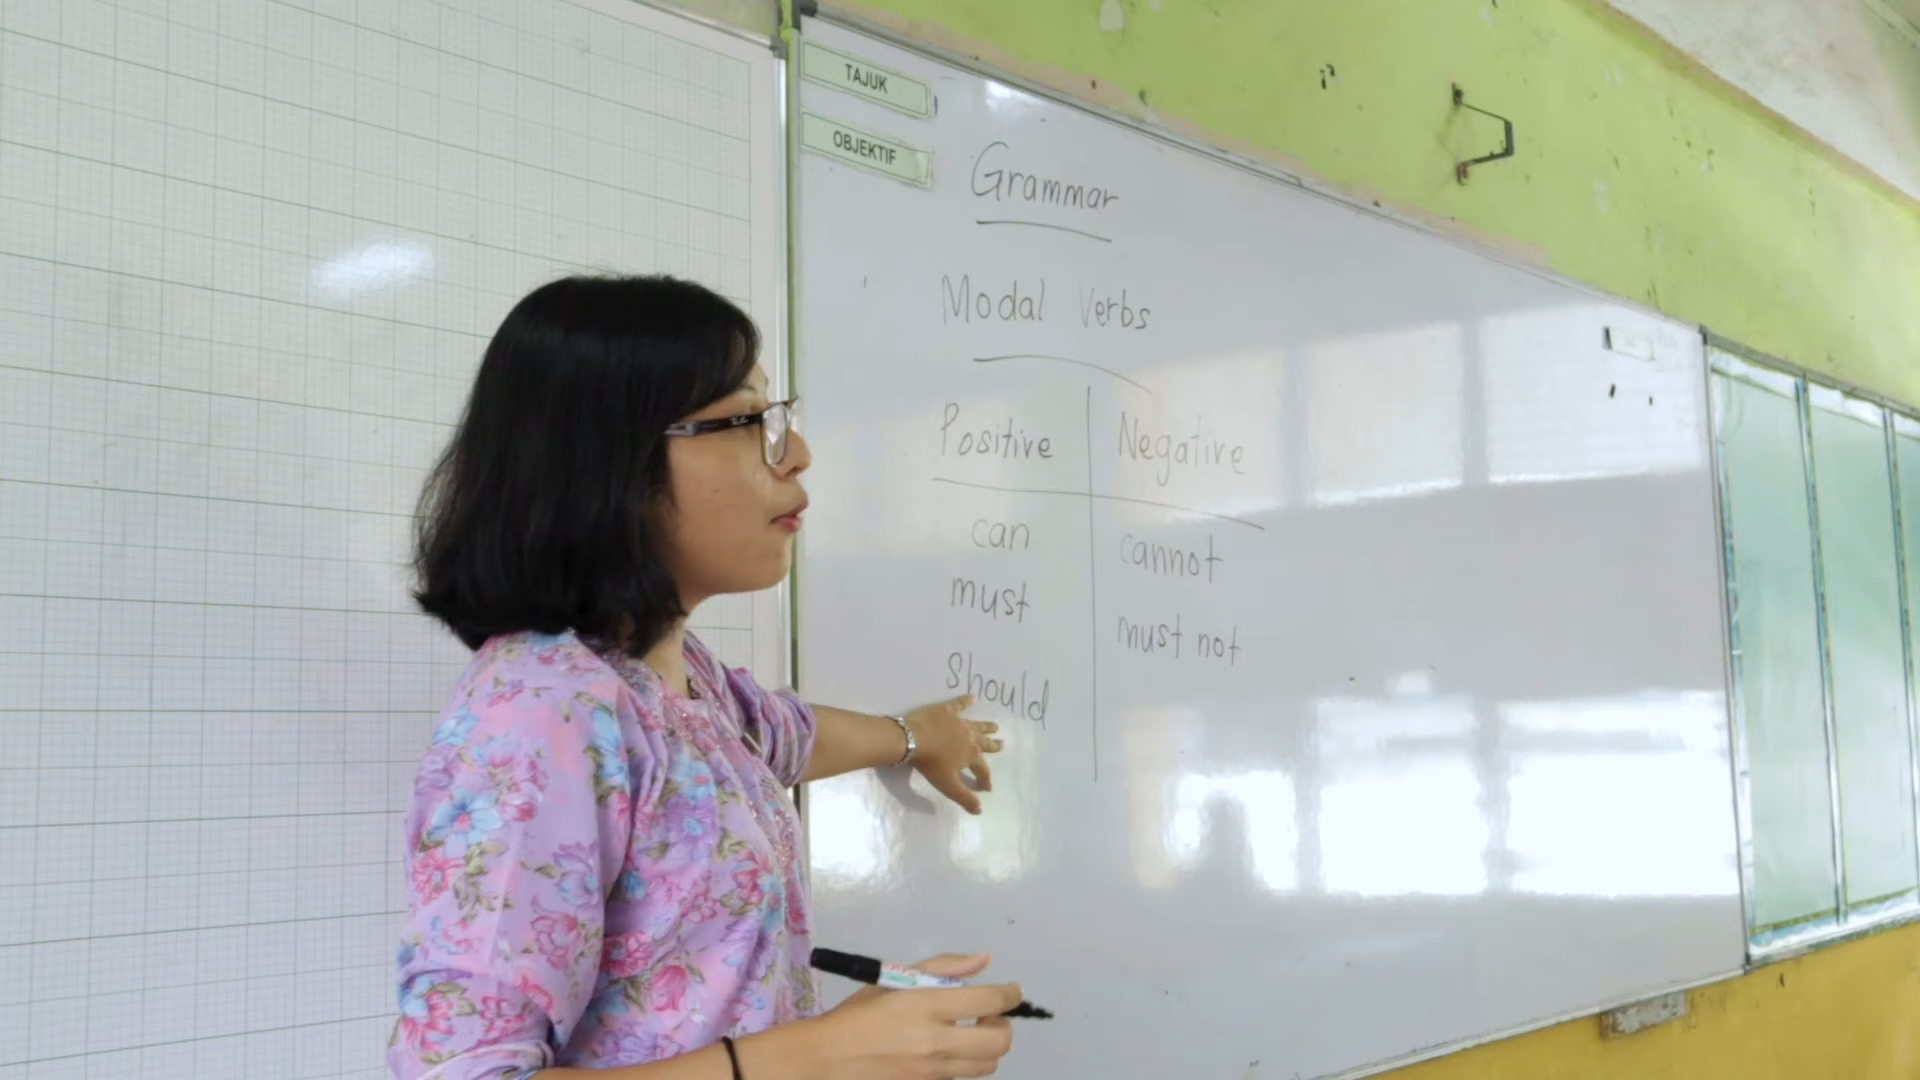 TAJUK
OBJEKTIF
Grammar
Modal Verbs
Positive Negative
can cannot
must must not
should